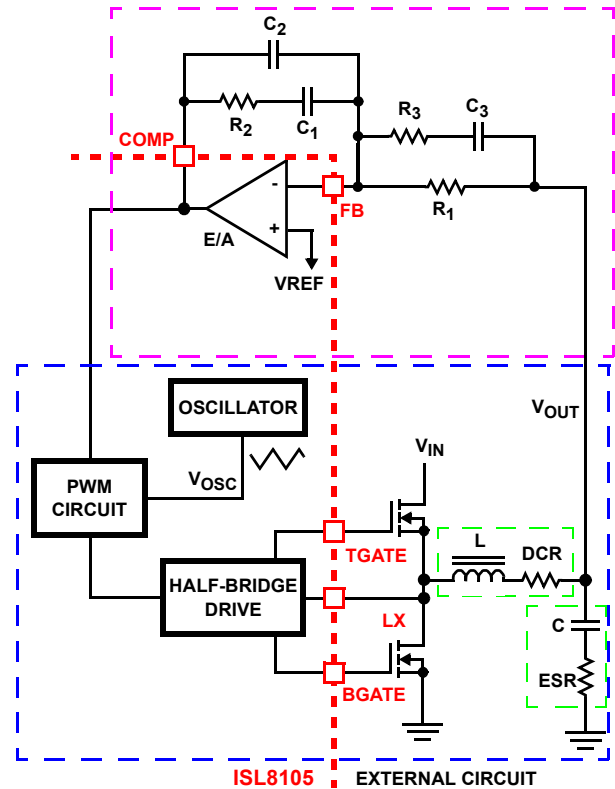 C2
R2
C1
R3
C3
COMP
-
FB
R1
+
E/A
VREF
OSCILLATOR
VOUT
VIN
PWM
CIRCUIT
VOSC
TGATE
L
DCR
HALF-BRIDGE
DRIVE
LX
C
ESR
BGATE
ISL8105
EXTERNAL CIRCUIT